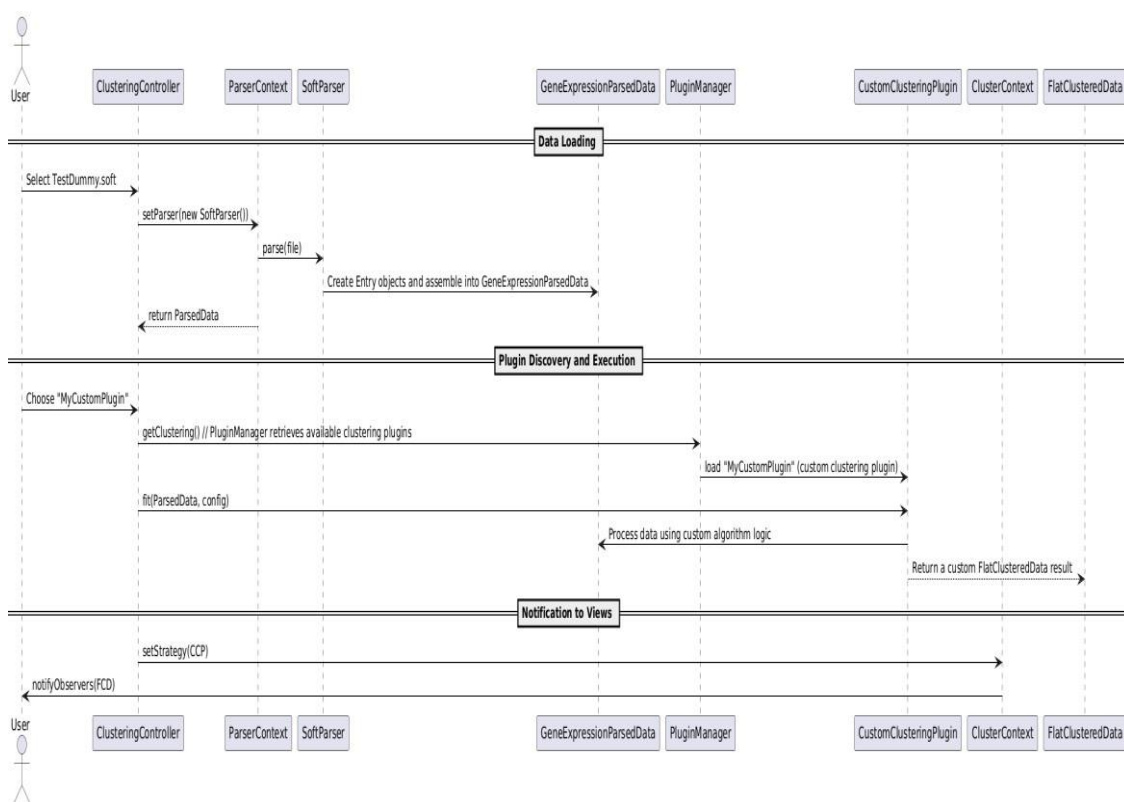 User
ClusteringController
ParserContext
SoftParser
GeneExpressionParsedData
PluginManager
CustomClusteringPlugin
ClusterContext
FlatClusteredData
Data Loading
Select TestDummy.soft
setParser(new SoftParser())
parse(file)
Create Entry objects and assemble into GeneExpressionParsedData
return ParsedData
Plugin Discovery and Execution
Choose "MyCustomPlugin"
getClustering() // PluginManager retrieves available clustering plugins
load "MyCustomPlugin" (custom clustering plugin)
fit(ParsedData, config)
Process data using custom algorithm logic
Return a custom FlatClusteredData result
Notification to Views
setStrategy(CCP)
notifyObservers(FCD)
User
ClusteringController
ParserContext
SoftParser
GeneExpressionParsedData
PluginManager
CustomClusteringPlugin
ClusterContext
FlatClusteredData